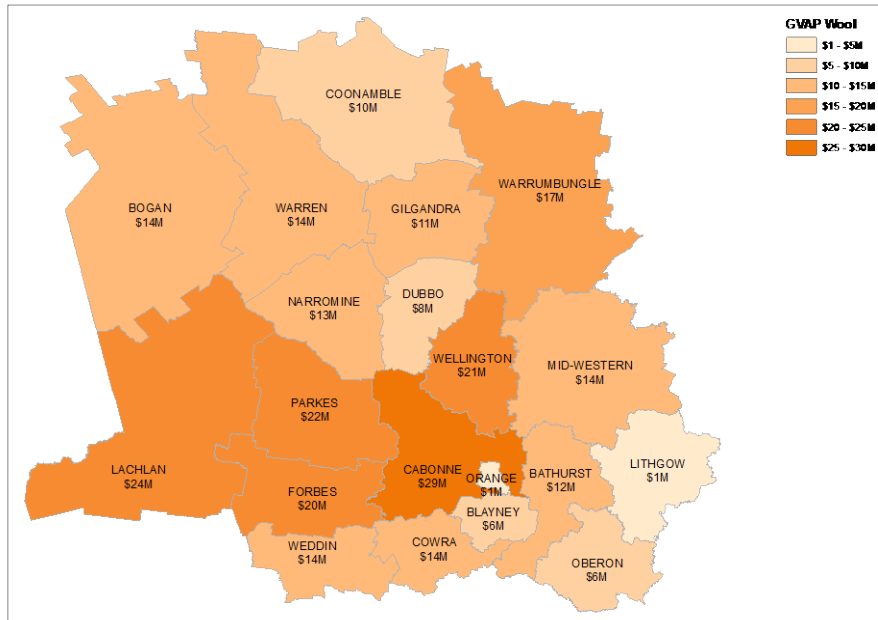 GVAP Wool
$1 - $5M
$5 - $10M
$10 - $15M
$15 - $20M
$20 - $25M
$25 - $30M
COONAMBLE
$10M
WARRUMBUNGLE
$17M
BOGAN
$14M
WARREN
$14M
GILGANDRA
$11M
NARROMINE
$13M
DUBBO
$8M
WELLINGTON
$21M
MID-WESTERN
$14M
PARKES
$22M
LACHLAN
$24M
CABONNE
$29M
ORANGE
$1M
BATHURST
$12M
LITHGOW
$1M
FORBES
$20M
BLAYNEY
$6M
WEDDIN
$14M
COWRA
$14M
OBERON
$6M